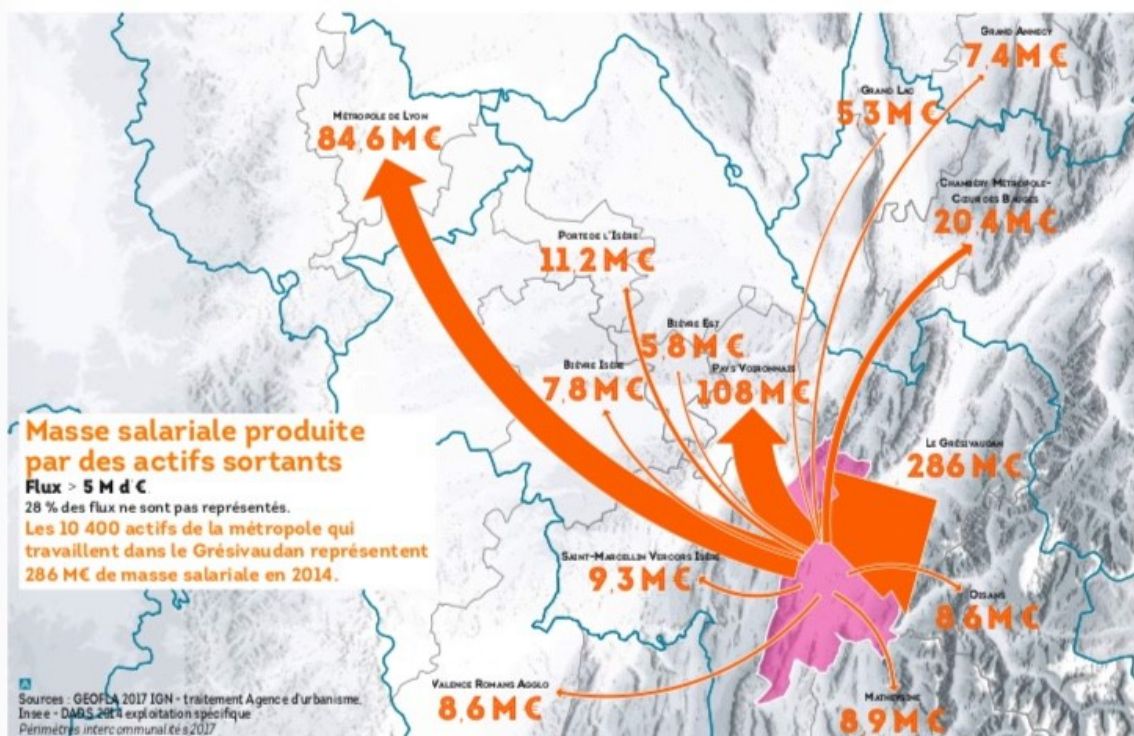 GRAND ANNECY
7,4 M €
GRAND LAC
5,3 M €
MÉTROPOLE DE LYON
84,6 M €
CHAMBÉRY MÉTROPOLE-
CŒUR DES BAUGES
20,4 M €
PORTE DE L'ISÈRE
11,2 M €
BIÈVRE EST
5,8 M €
BIÈVRE ISÈRE
7,8 M €
PAYS VOIRONNAIS
108 M €
LE GRÉSIVAUDAN
286 M €
Masse salariale produite
par des actifs sortants
Flux > 5 M d'€.
28 % des flux ne sont pas représentés.
Les 10 400 actifs de la métropole qui
travaillent dans le Grésivaudan représentent
286 M€ de masse salariale en 2014.
SAINT-MARCELLIN VERCORS ISÈRE
9,3 M €
OISANS
8,6 M €
VALENCE ROMANS AGGLO
8,6 M €
MATHEYSINE
8,9 M €
Sources : GEOFLA 2017 IGN - traitement Agence d'urbanisme,
Insee - DADS 2014 exploitation spécifique
Périmètres intercommunalités 2017